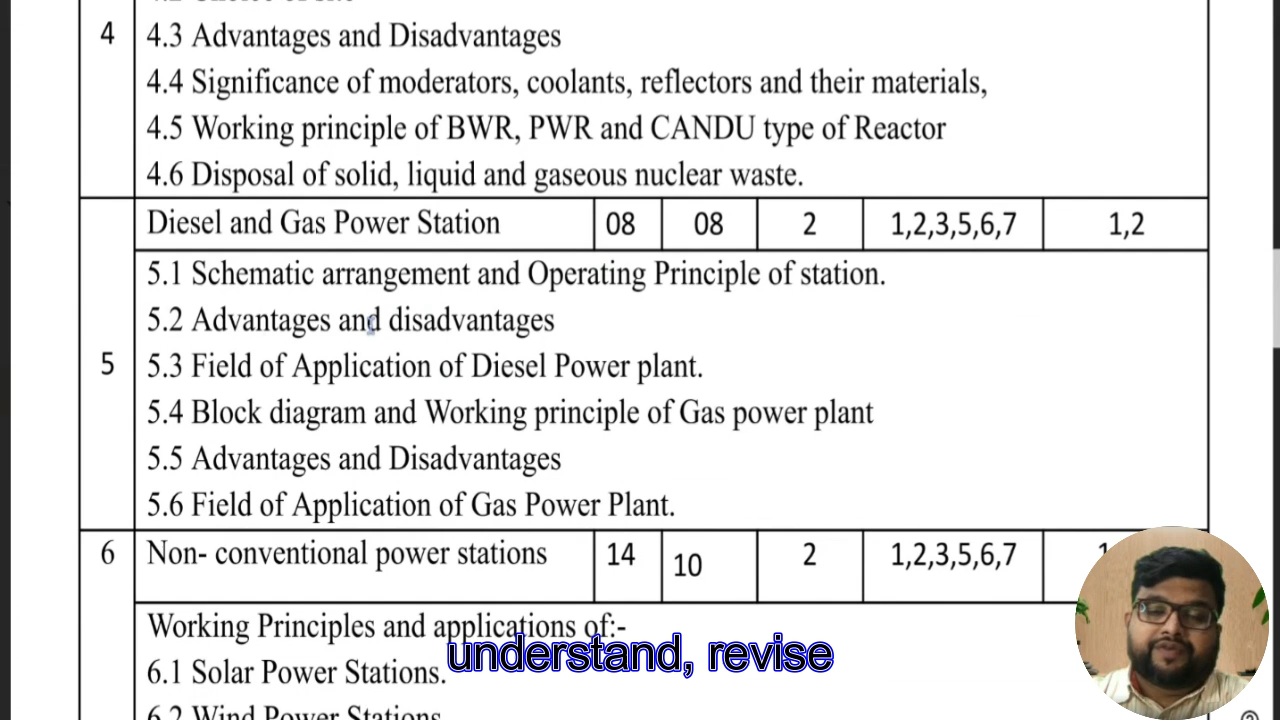 4
4.3 Advantages and Disadvantages
4.4 Significance of moderators, coolants, reflectors and their materials,
4.5 Working principle of BWR, PWR and CANDU type of Reactor
4.6 Disposal of solid, liquid and gaseous nuclear waste.
Diesel and Gas Power Station 08 08 2 1,2,3,5,6,7 1,2
5.1 Schematic arrangement and Operating Principle of station.
5.2 Advantages and disadvantages
5
5.3 Field of Application of Diesel Power plant.
5.4 Block diagram and Working principle of Gas power plant
5.5 Advantages and Disadvantages
5.6 Field of Application of Gas Power Plant.
6 Non- conventional power stations 14 10 2 1,2,3,5,6,7
Working Principles and applications of:-
understand, revise
6.1 Solar Power Stations.
6.2 Wind Power Stations